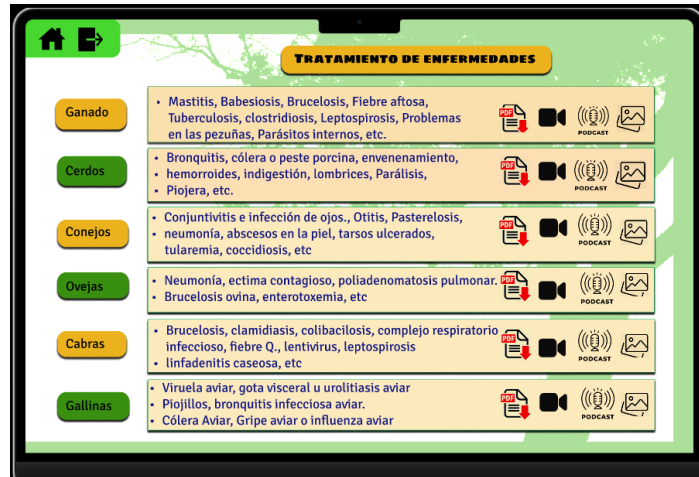 TRATAMIENTO DE ENFERMEDADES
Ganado
• Mastitis, Babesiosis, Brucelosis, Fiebre aftosa,
Tuberculosis, clostridiosis, Leptospirosis, Problemas
en las pezuñas, Parásitos internos, etc.
PDF
PODCAST
Cerdos
• Bronquitis, cólera o peste porcina, envenenamiento,
• hemorroides, indigestión, lombrices, Parálisis,
• Piojera, etc.
PDF
PODCAST
Conejos
• Conjuntivitis e infección de ojos., Otitis, Pasterelosis,
• neumonía, abscesos en la piel, tarsos ulcerados,
tularemia, coccidiosis, etc
PDF
PODCAST
Ovejas
• Neumonía, ectima contagioso, poliadenomatosis pulmonar.
• Brucelosis ovina, enterotoxemia, etc
PDF
PODCAST
Cabras
• Brucelosis, clamidiasis, colibacilosis, complejo respiratorio
infeccioso, fiebre Q., lentivirus, leptospirosis
• linfadenitis caseosa, etc
PDF
PODCAST
Gallinas
• Viruela aviar, gota visceral u urolitiasis aviar
• Piojillos, bronquitis infecciosa aviar.
• Cólera Aviar, Gripe aviar o influenza aviar
PDF
PODCAST